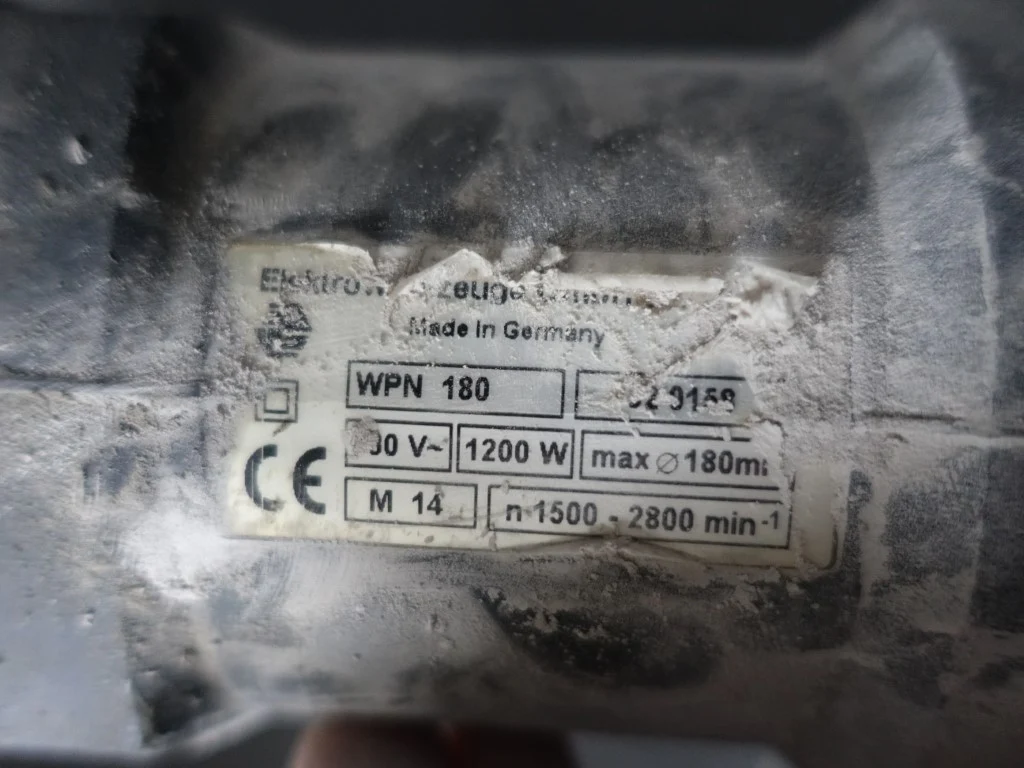 Made in Germany
WPN 180
1200 W max ⌀ 180m
CE
M 14 n 1500 - 2800 min -1